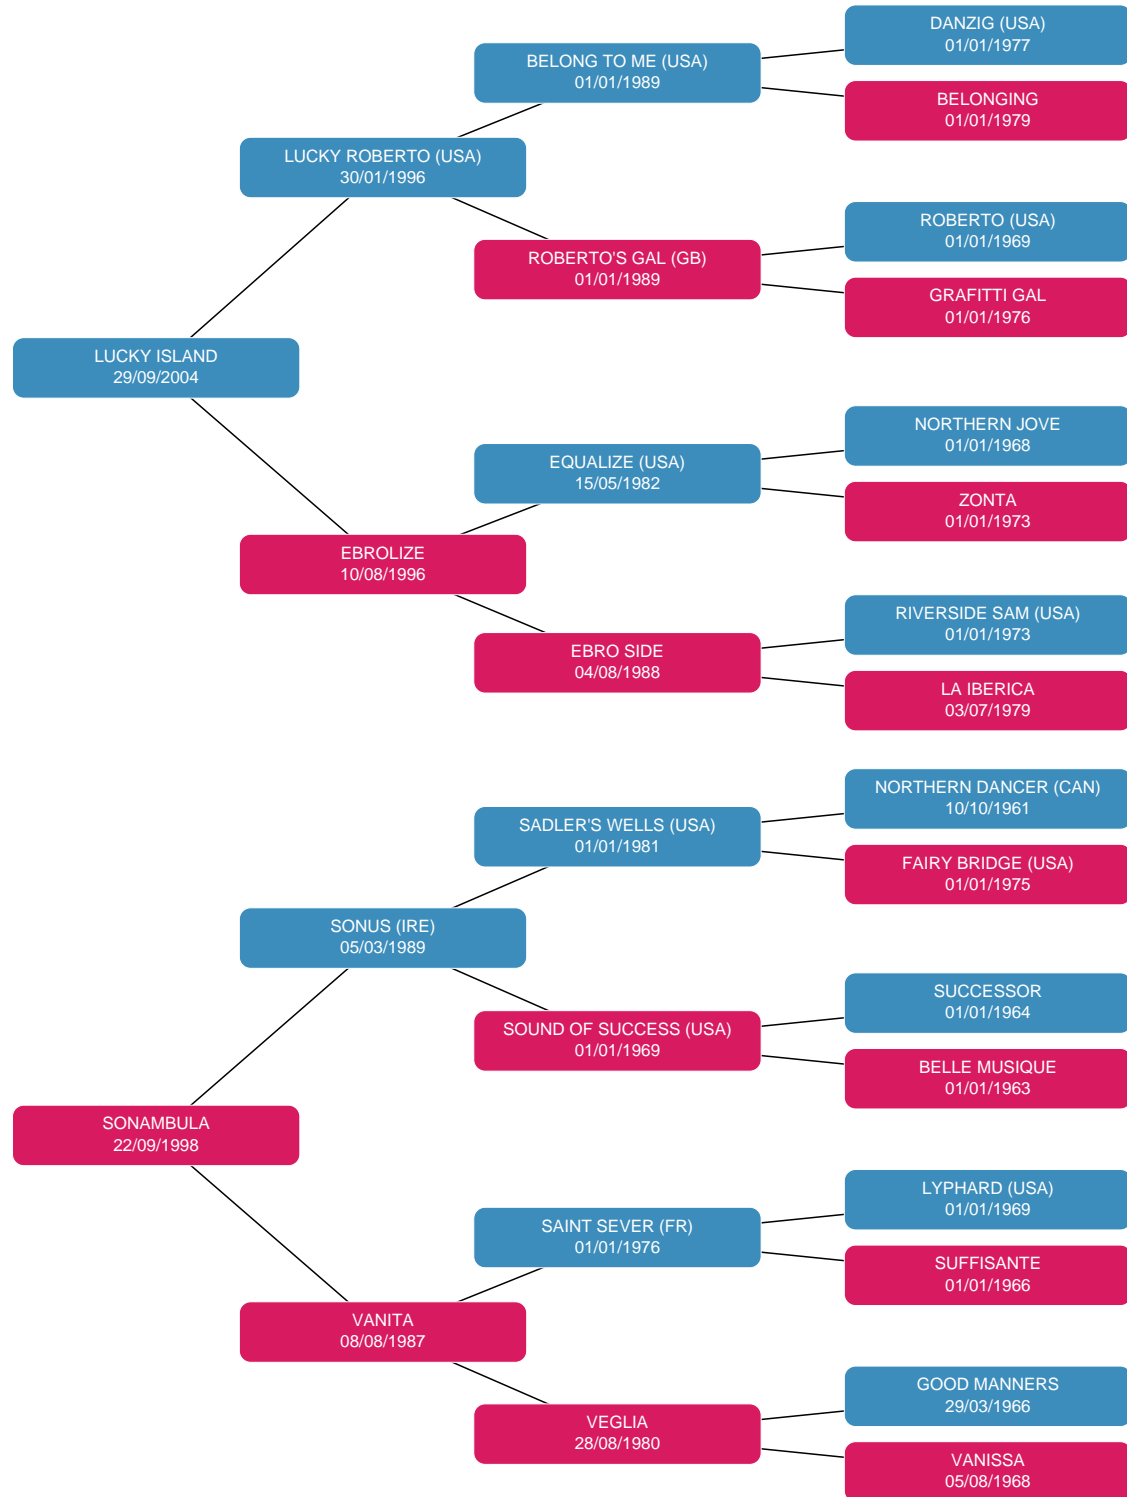 DANZIG (USA)
01/01/1977
BELONG TO ME (USA)
01/01/1989
BELONGING
01/01/1979
LUCKY ROBERTO (USA)
30/01/1996
ROBERTO (USA)
01/01/1969
ROBERTO'S GAL (GB)
01/01/1989
GRAFITTI GAL
01/01/1976
LUCKY ISLAND
29/09/2004
NORTHERN JOVE
01/01/1968
EQUALIZE (USA)
15/05/1982
ZONTA
01/01/1973
EBROLIZE
10/08/1996
RIVERSIDE SAM (USA)
01/01/1973
EBRO SIDE
04/08/1988
LA IBERICA
03/07/1979
NORTHERN DANCER (CAN)
10/10/1961
SADLER'S WELLS (USA)
01/01/1981
FAIRY BRIDGE (USA)
01/01/1975
SONUS (IRE)
05/03/1989
SUCCESSOR
01/01/1964
SOUND OF SUCCESS (USA)
01/01/1969
BELLE MUSIQUE
01/01/1963
SONAMBULA
22/09/1998
LYPHARD (USA)
01/01/1969
SAINT SEVER (FR)
01/01/1976
SUFFISANTE
01/01/1966
VANITA
08/08/1987
GOOD MANNERS
29/03/1966
VEGLIA
28/08/1980
VANISSA
05/08/1968